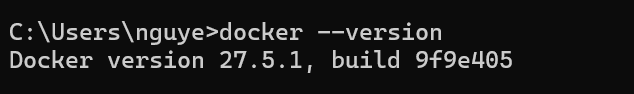 C:\Users\nguye>docker --version
Docker version 27.5.1, build 9f9e405